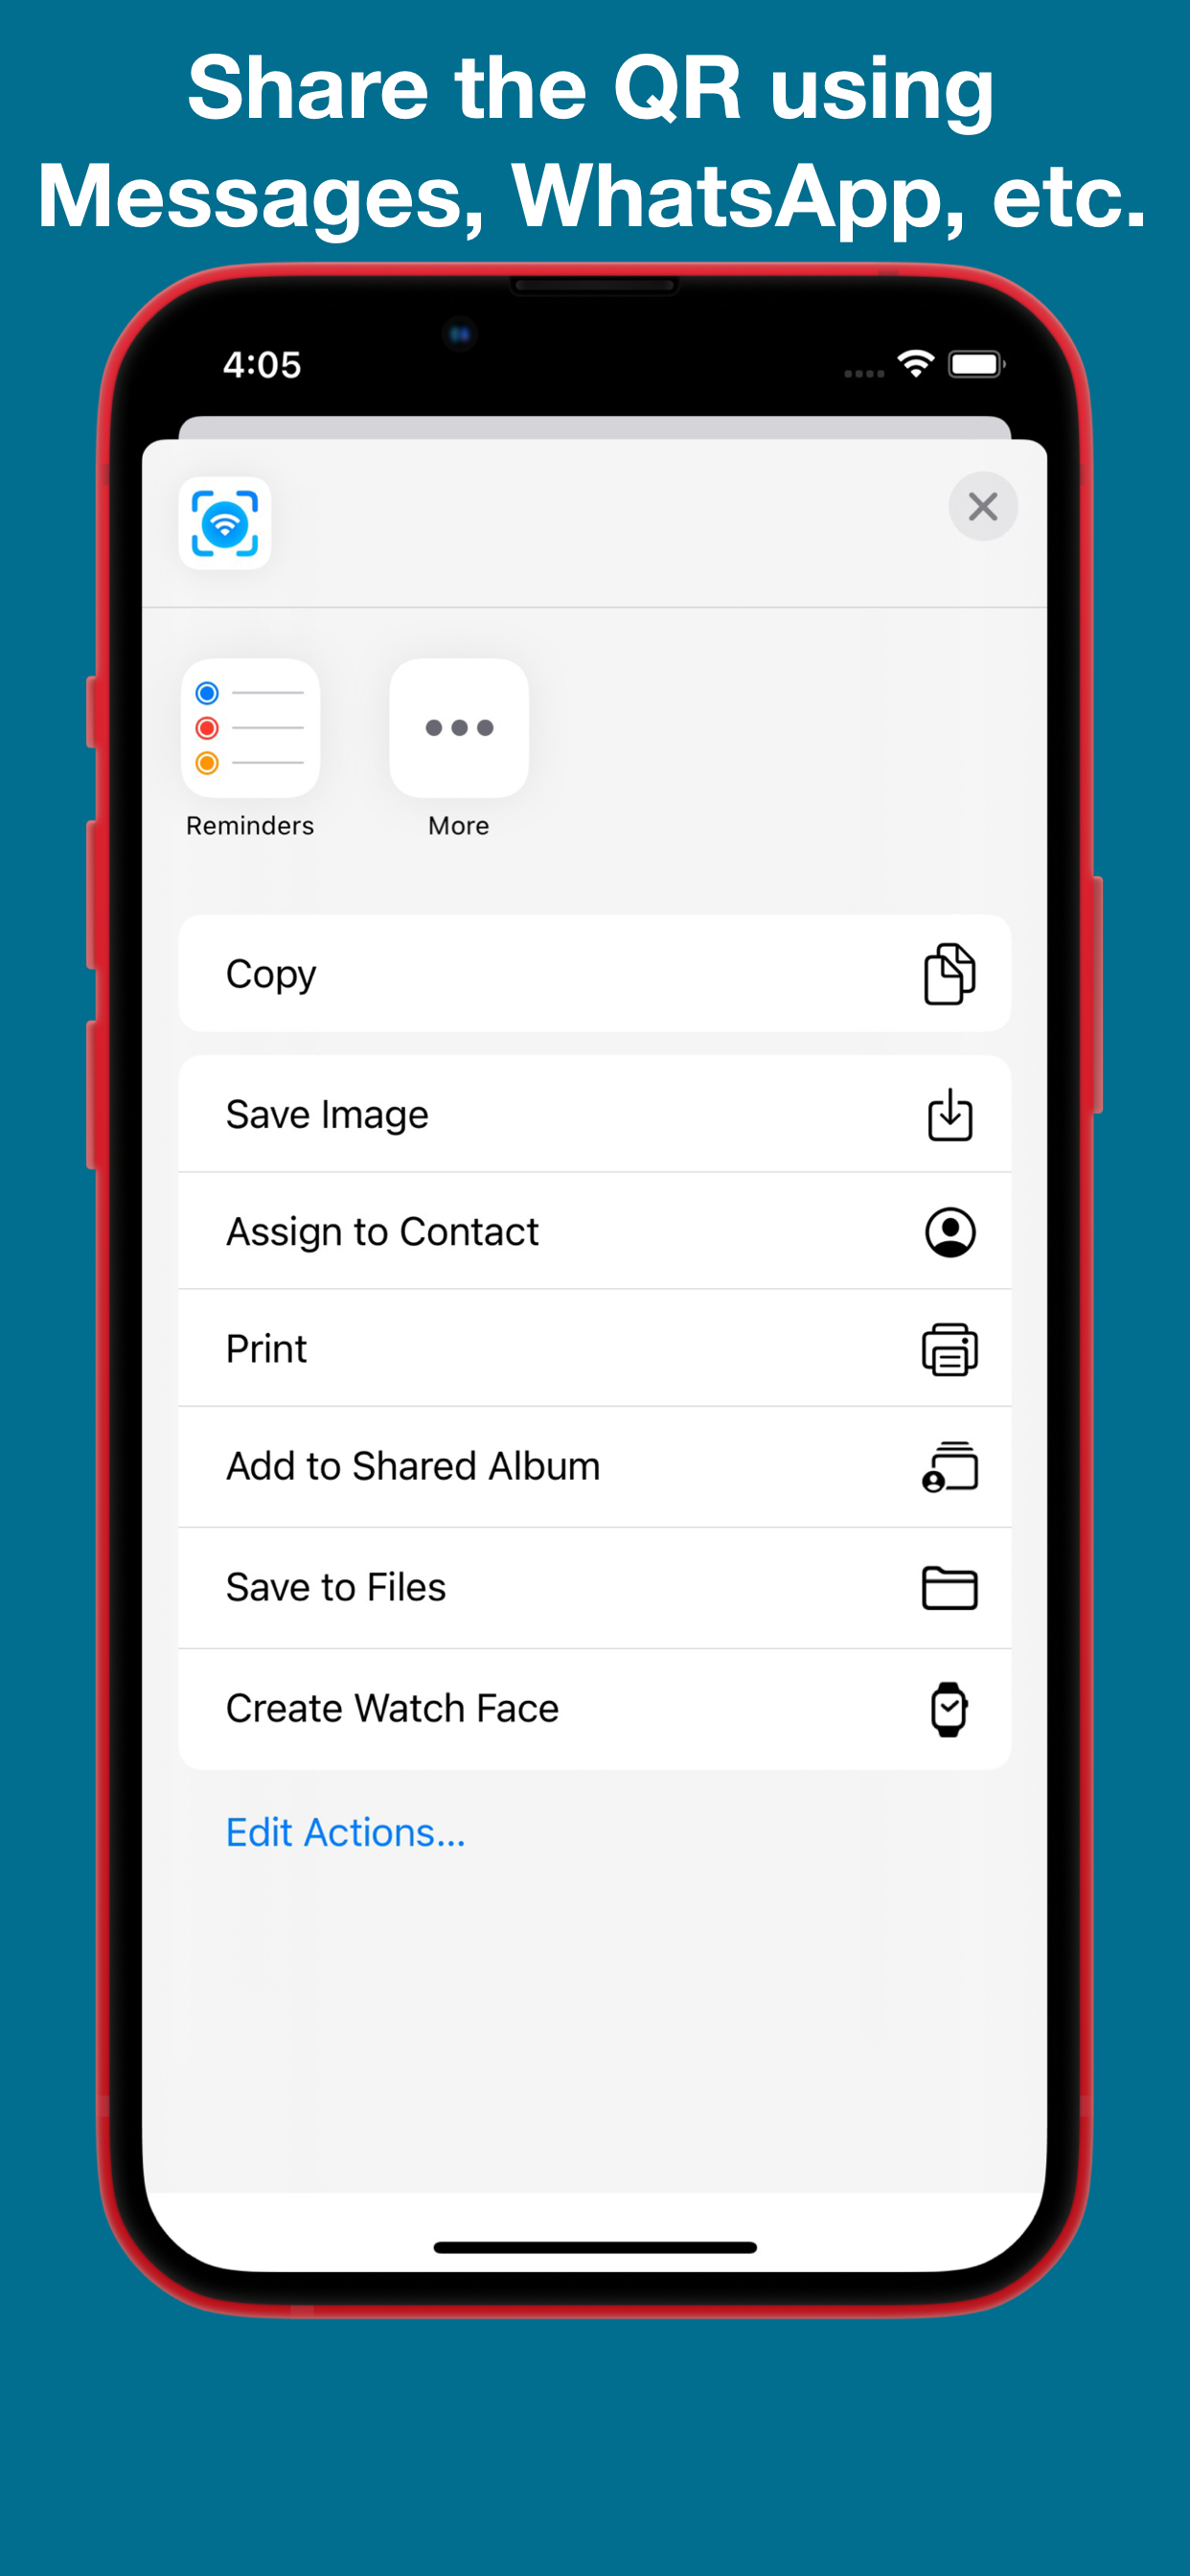 Share the QR using
Messages, WhatsApp, etc.
4:05
Reminders
More
Copy
Save Image
Assign to Contact
Print
Add to Shared Album
Save to Files
Create Watch Face
Edit Actions...